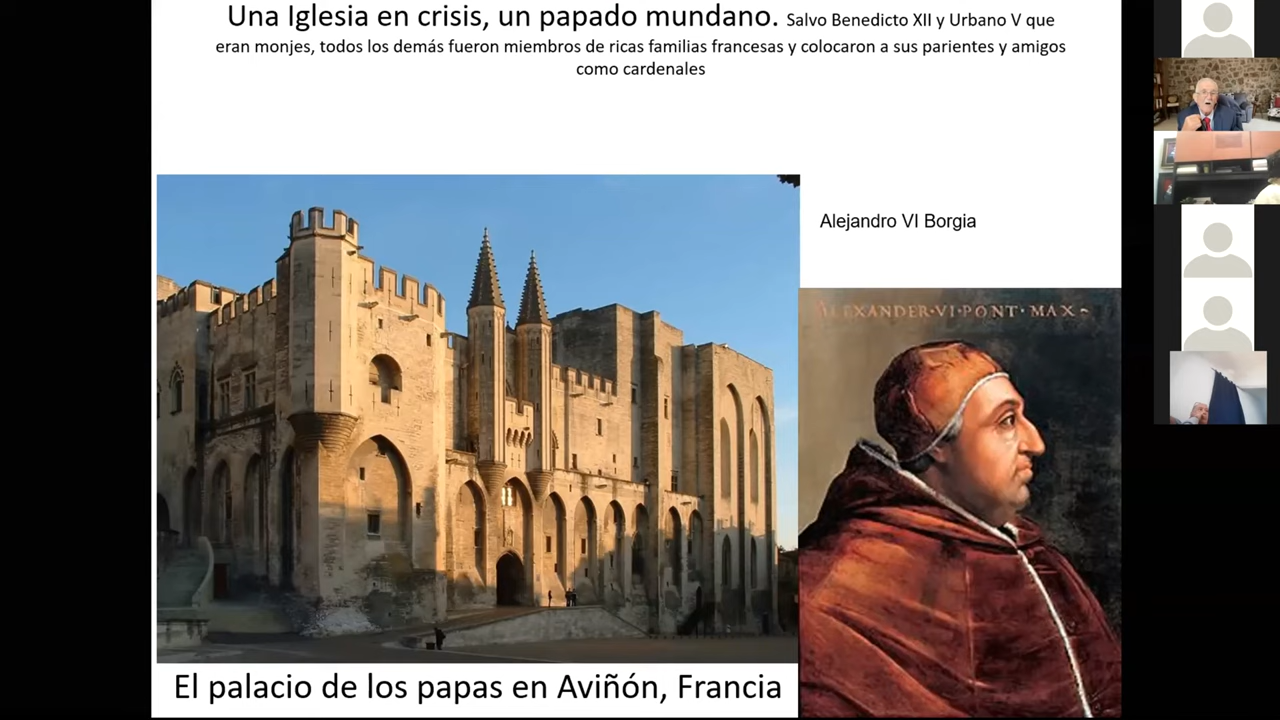 Una Iglesia en crisis, un papado mundano. Salvo Benedicto XII y Urbano V que
eran monjes, todos los demás fueron miembros de ricas familias francesas y colocaron a sus parientes y amigos
como cardenales
Alejandro VI Borgia
ALEXANDER·VI·PONT·MAX~
El palacio de los papas en Aviñón, Francia